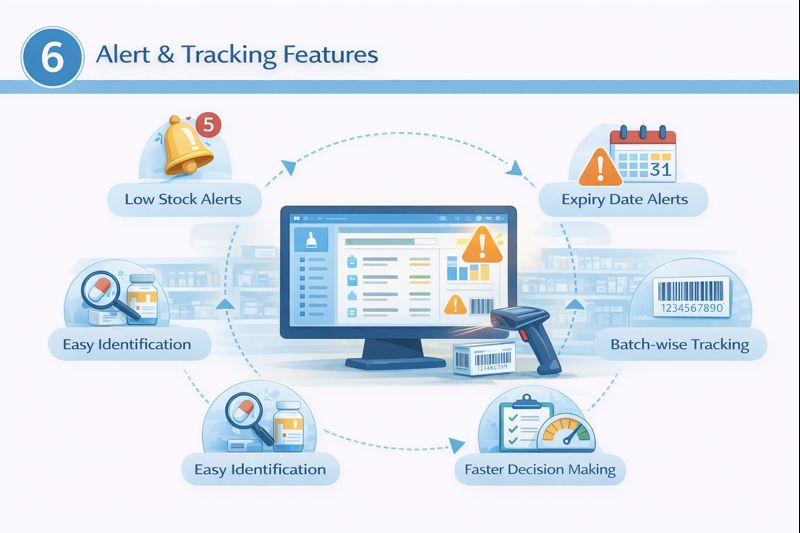 6
Alert & Tracking Features
5
Low Stock Alerts
31
Expiry Date Alerts
Easy Identification
1234567890
Batch-wise Tracking
Easy Identification
Faster Decision Making